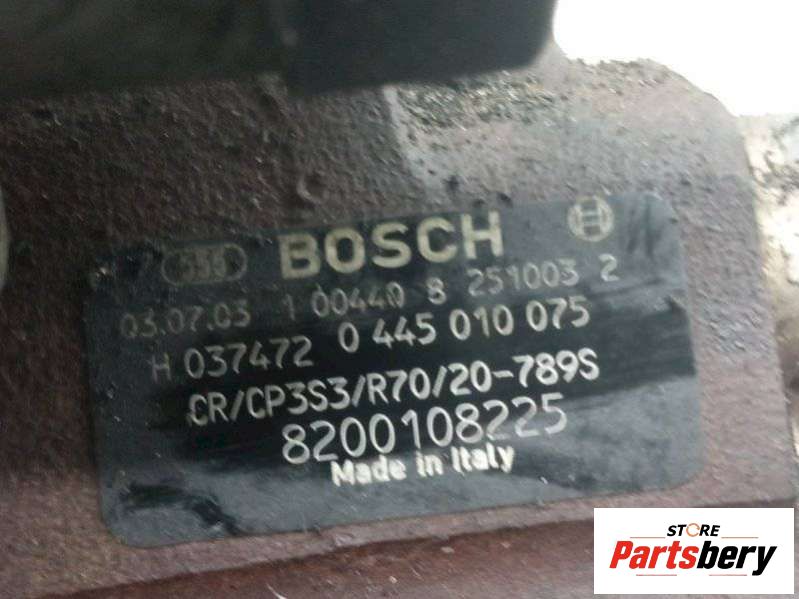 BOSCH
03.07.03 1 00440 8 251003 2
H 037472 0 445 010 075
CR/CP3S3/R70/20-789S
8200108225
Made in Italy
STORE
Partsbery